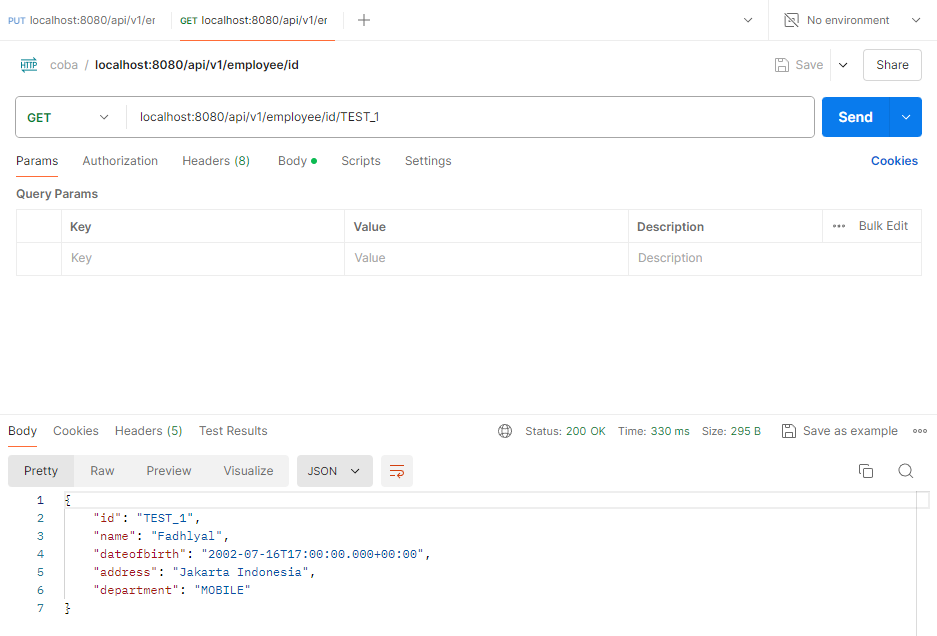 PUT localhost:8080/api/v1/er GET localhost:8080/api/v1/er No environment
HTTP coba / localhost:8080/api/v1/employee/id Save Share
GET localhost:8080/api/v1/employee/id/TEST_1 Send
Params Authorization Headers (8) Body Scripts Settings Cookies
Query Params
Key Value Description Bulk Edit
Key Value Description
Body Cookies Headers (5) Test Results Status: 200 OK Time: 330 ms Size: 295 B Save as example
Pretty Raw Preview Visualize JSON
1 {
2 "id": "TEST_1",
3 "name": "Fadhlyal",
4 "dateofbirth": "2002-07-16T17:00:00.000+00:00",
5 "address": "Jakarta Indonesia",
6 "department": "MOBILE"
7 }